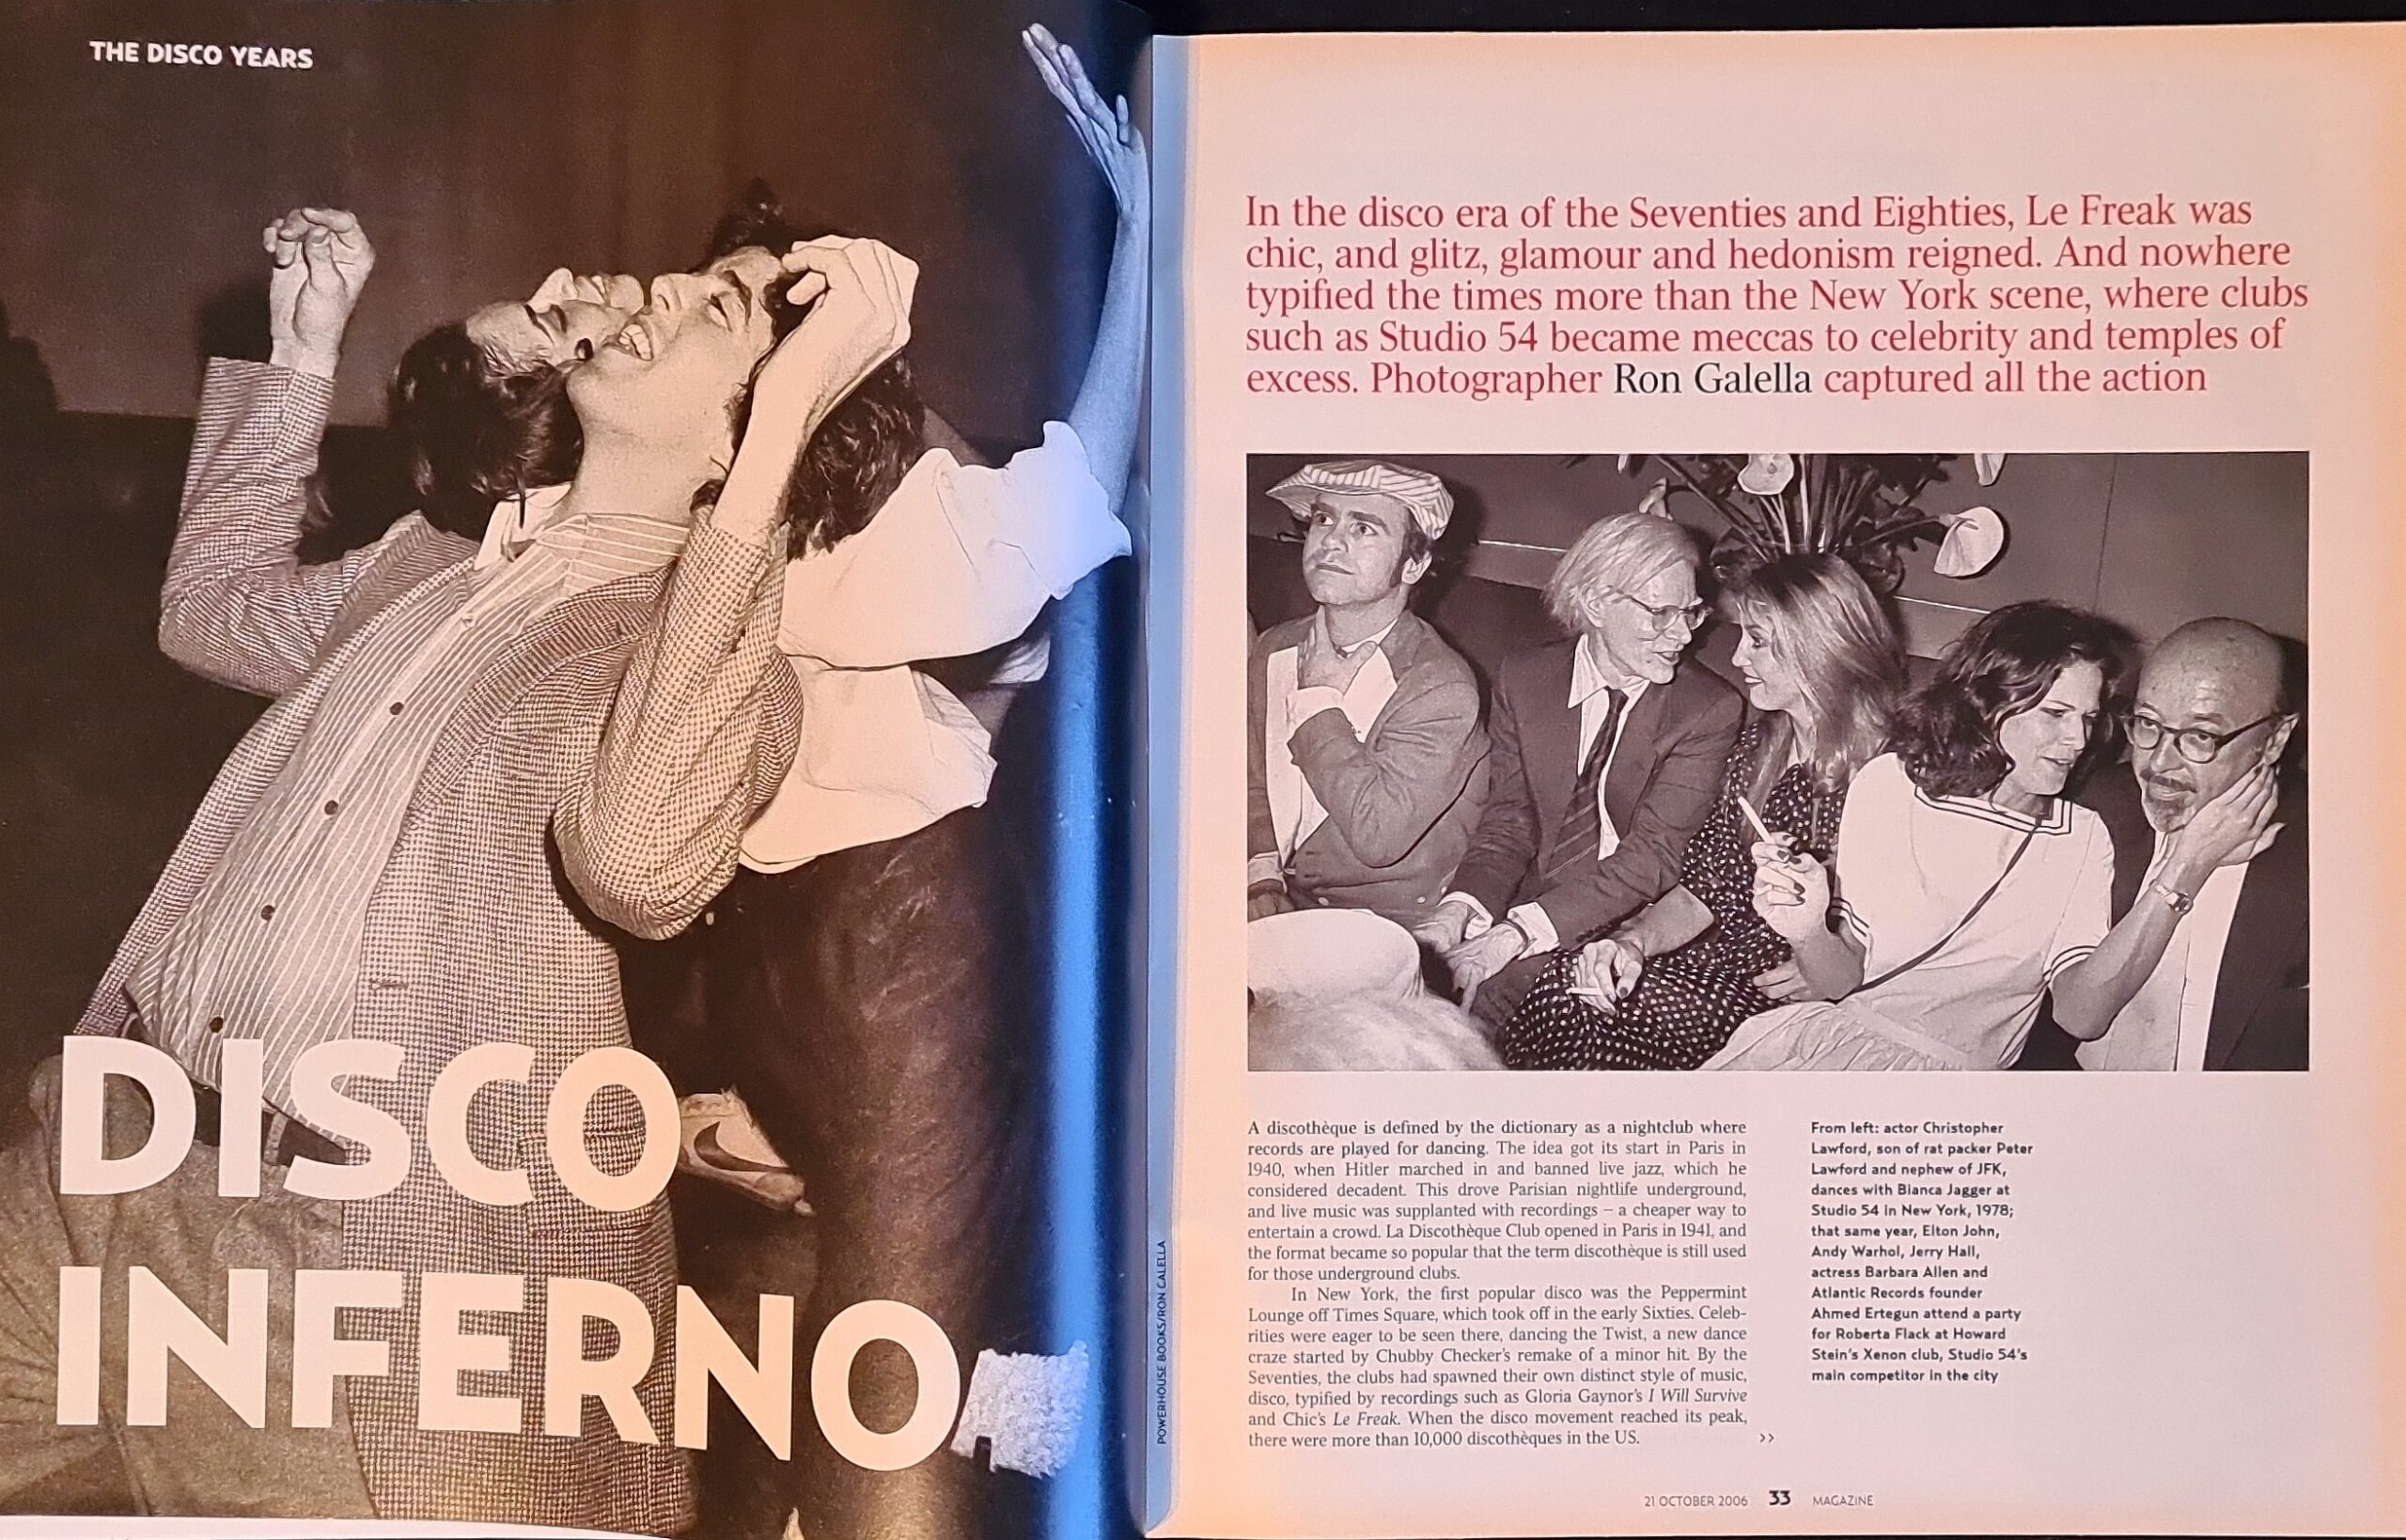 THE DISCO YEARS
DISCO
INFERNO
POWERHOUSE BOOKS/RON GALELLA
In the disco era of the Seventies and Eighties, Le Freak was
chic, and glitz, glamour and hedonism reigned. And nowhere
typified the times more than the New York scene, where clubs
such as Studio 54 became meccas to celebrity and temples of
excess. Photographer Ron Galella captured all the action
A discothèque is defined by the dictionary as a nightclub where
records are played for dancing. The idea got its start in Paris in
1940, when Hitler marched in and banned live jazz, which he
considered decadent. This drove Parisian nightlife underground,
and live music was supplanted with recordings – a cheaper way to
entertain a crowd. La Discothèque Club opened in Paris in 1941, and
the format became so popular that the term discothèque is still used
for those underground clubs.
In New York, the first popular disco was the Peppermint
Lounge off Times Square, which took off in the early Sixties. Celeb-
rities were eager to be seen there, dancing the Twist, a new dance
craze started by Chubby Checker's remake of a minor hit. By the
Seventies, the clubs had spawned their own distinct style of music,
disco, typified by recordings such as Gloria Gaynor's I Will Survive
and Chic's Le Freak. When the disco movement reached its peak,
there were more than 10,000 discothèques in the US. >>
From left: actor Christopher
Lawford, son of rat packer Peter
Lawford and nephew of JFK,
dances with Bianca Jagger at
Studio 54 in New York, 1978;
that same year, Elton John,
Andy Warhol, Jerry Hall,
actress Barbara Allen and
Atlantic Records founder
Ahmed Ertegun attend a party
for Roberta Flack at Howard
Stein's Xenon club, Studio 54's
main competitor in the city
21 OCTOBER 2006 33 MAGAZINE